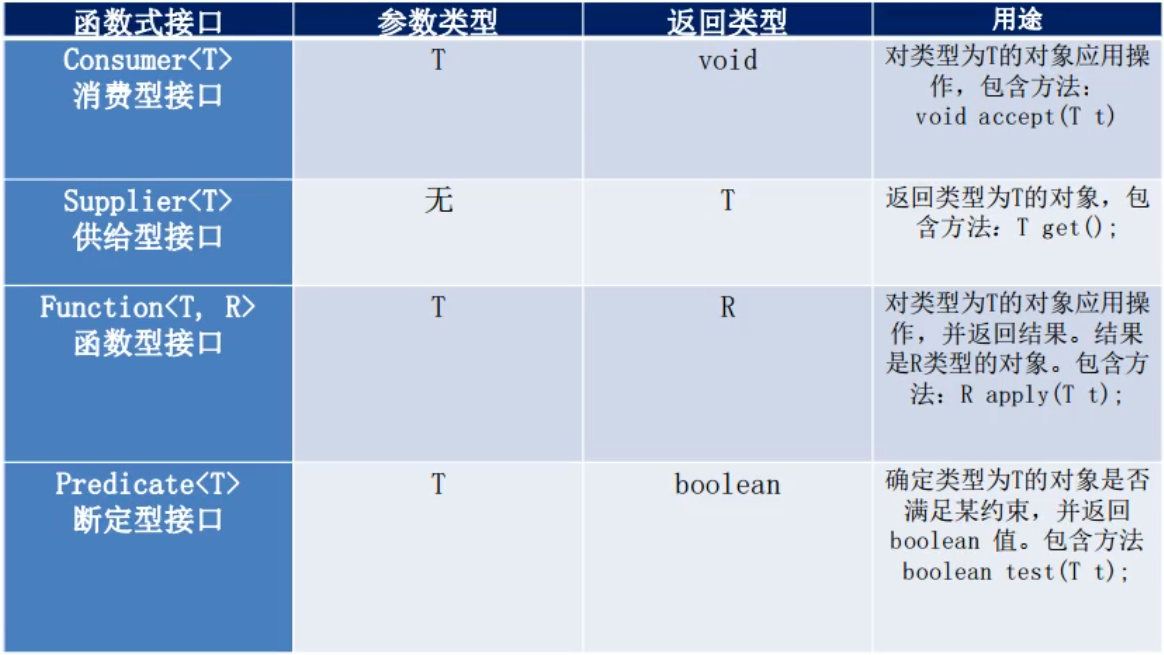 函数式接口 参数类型 返回类型 用途
Consumer<T>
消费型接口
T
void
对类型为T的对象应用操
作，包含方法：
void accept(T t)
Supplier<T>
供给型接口
无
T
返回类型为T的对象，包
含方法：T get();
Function<T, R>
函数型接口
T
R
对类型为T的对象应用操
作，并返回结果。结果
是R类型的对象。包含方
法：R apply(T t);
Predicate<T>
断定型接口
T
boolean
确定类型为T的对象是否
满足某约束，并返回
boolean 值。包含方法
boolean test(T t);